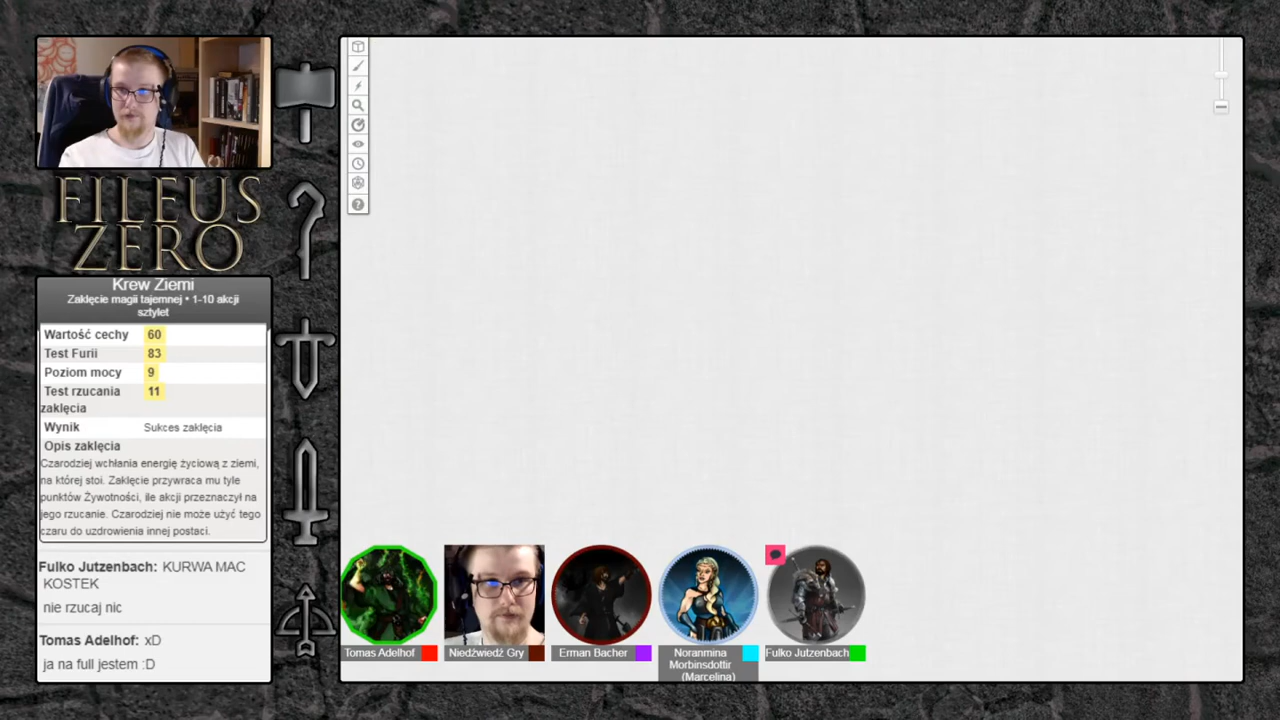 FILEUS
ZERO
Krew Ziemi
Zaklęcie magii tajemnej • 1-10 akcji
sztylet
Wartość cechy 60
Test Furii 83
Poziom mocy 9
Test rzucania 11
zaklęcia
Wynik Sukces zaklęcia
Opis zaklęcia
Czarodziej wchłania energię życiową z ziemi,
na której stoi. Zaklęcie przywraca mu tyle
punktów Żywotności, ile akcji przeznaczył na
jego rzucanie. Czarodziej nie może użyć tego
czaru do uzdrowienia innej postaci.
Fulko Jutzenbach: KURWA MAC
KOSTEK
nie rzucaj nic
Tomas Adelhof: xD
ja na full jestem :D
Tomas Adelhof
Niedźwiedź Gry
Erman Bacher
Noranmina
Morbinsdottir
(Marcelina)
Fulko Jutzenbach